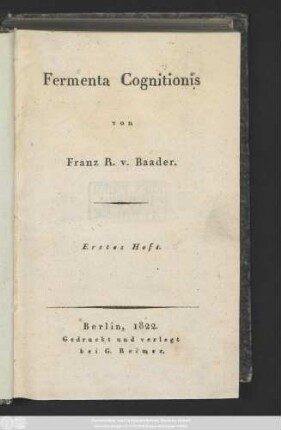 Fermenta Cognitionis
von
Franz R. v. Baader.
Erstes Heft.
Berlin, 1822.
Gedruckt und verlegt
bei G. Reimer.